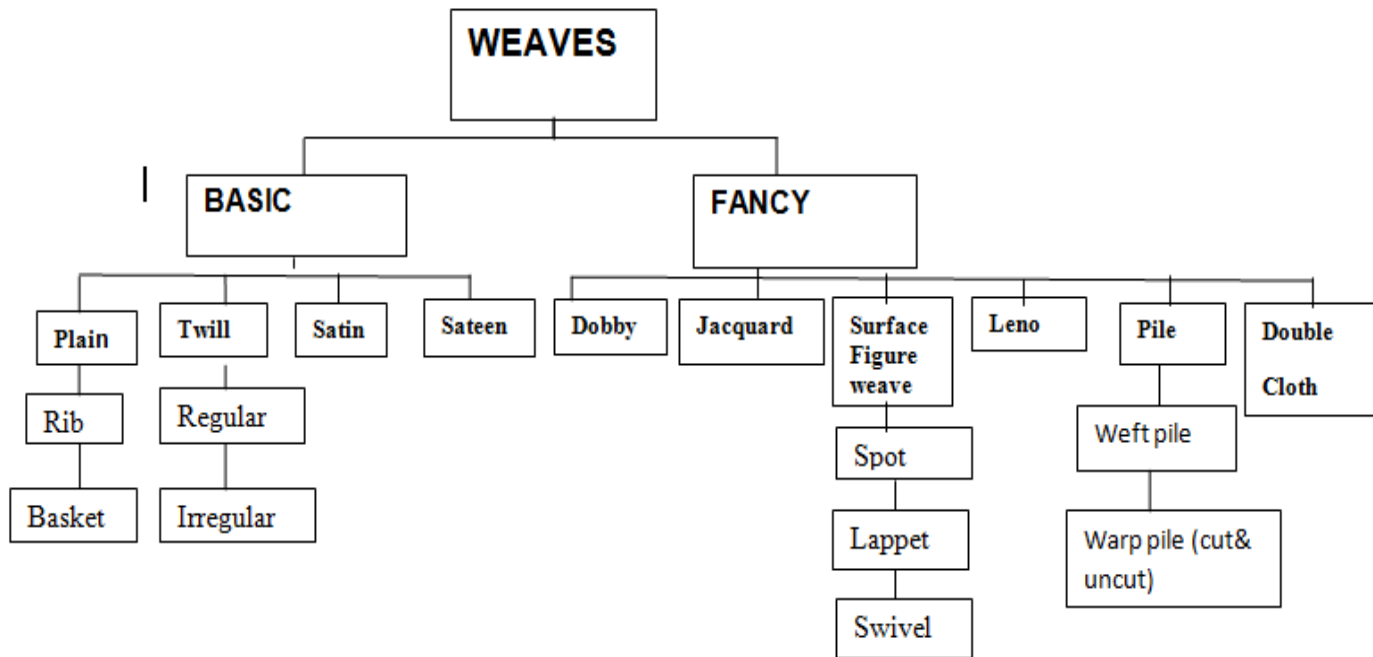 WEAVES
BASIC
FANCY
Plain
Twill
Satin
Sateen
Dobby
Jacquard
Surface
Figure
weave
Leno
Pile
Double
Cloth
Rib
Regular
Basket
Irregular
Spot
Lappet
Swivel
Weft pile
Warp pile (cut&
uncut)